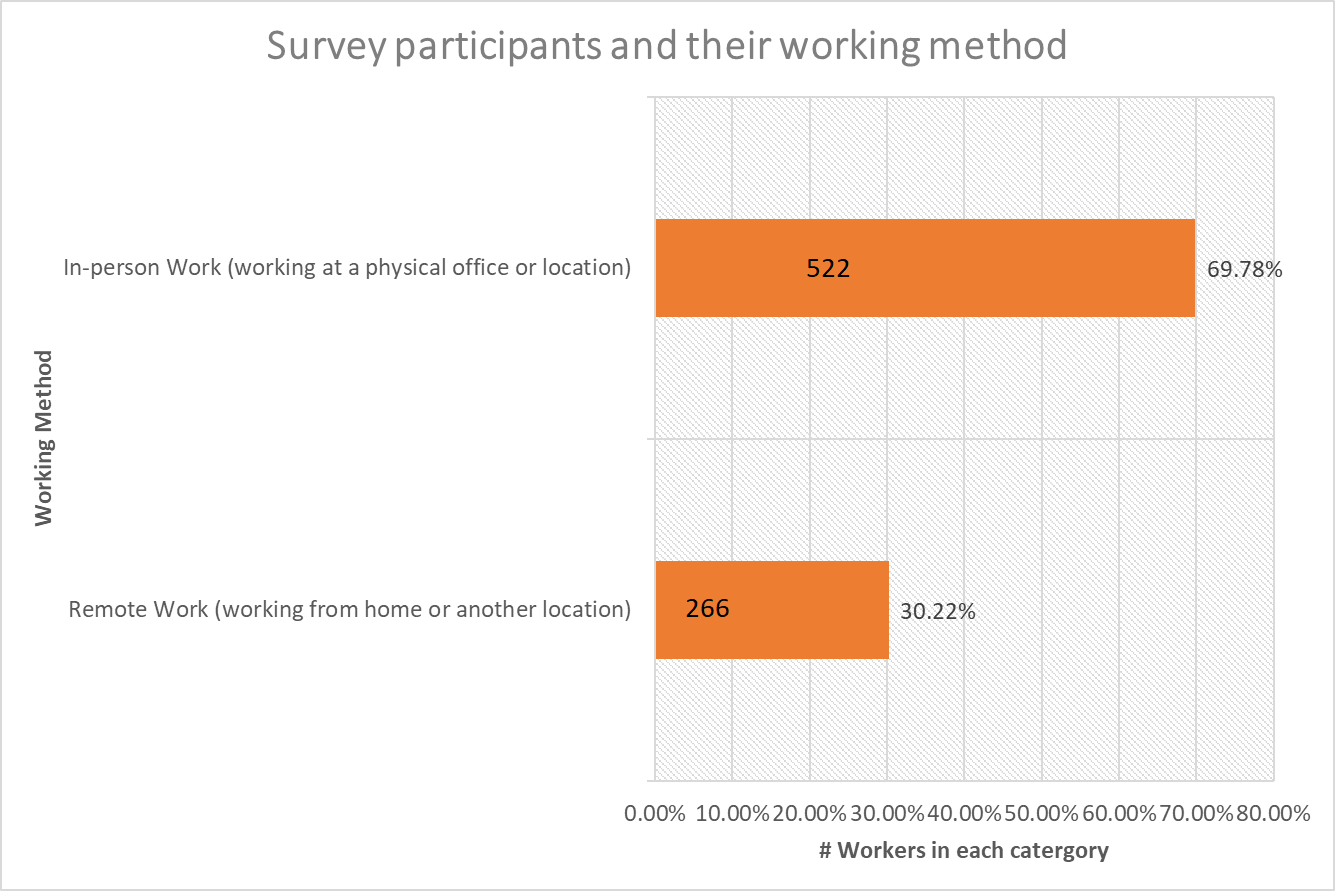 Survey participants and their working method
In-person Work (working at a physical office or location)
522
69.78%
Working Method
Remote Work (working from home or another location)
266
30.22%
0.00% 10.00% 20.00% 30.00% 40.00% 50.00% 60.00% 70.00% 80.00%
# Workers in each catergory